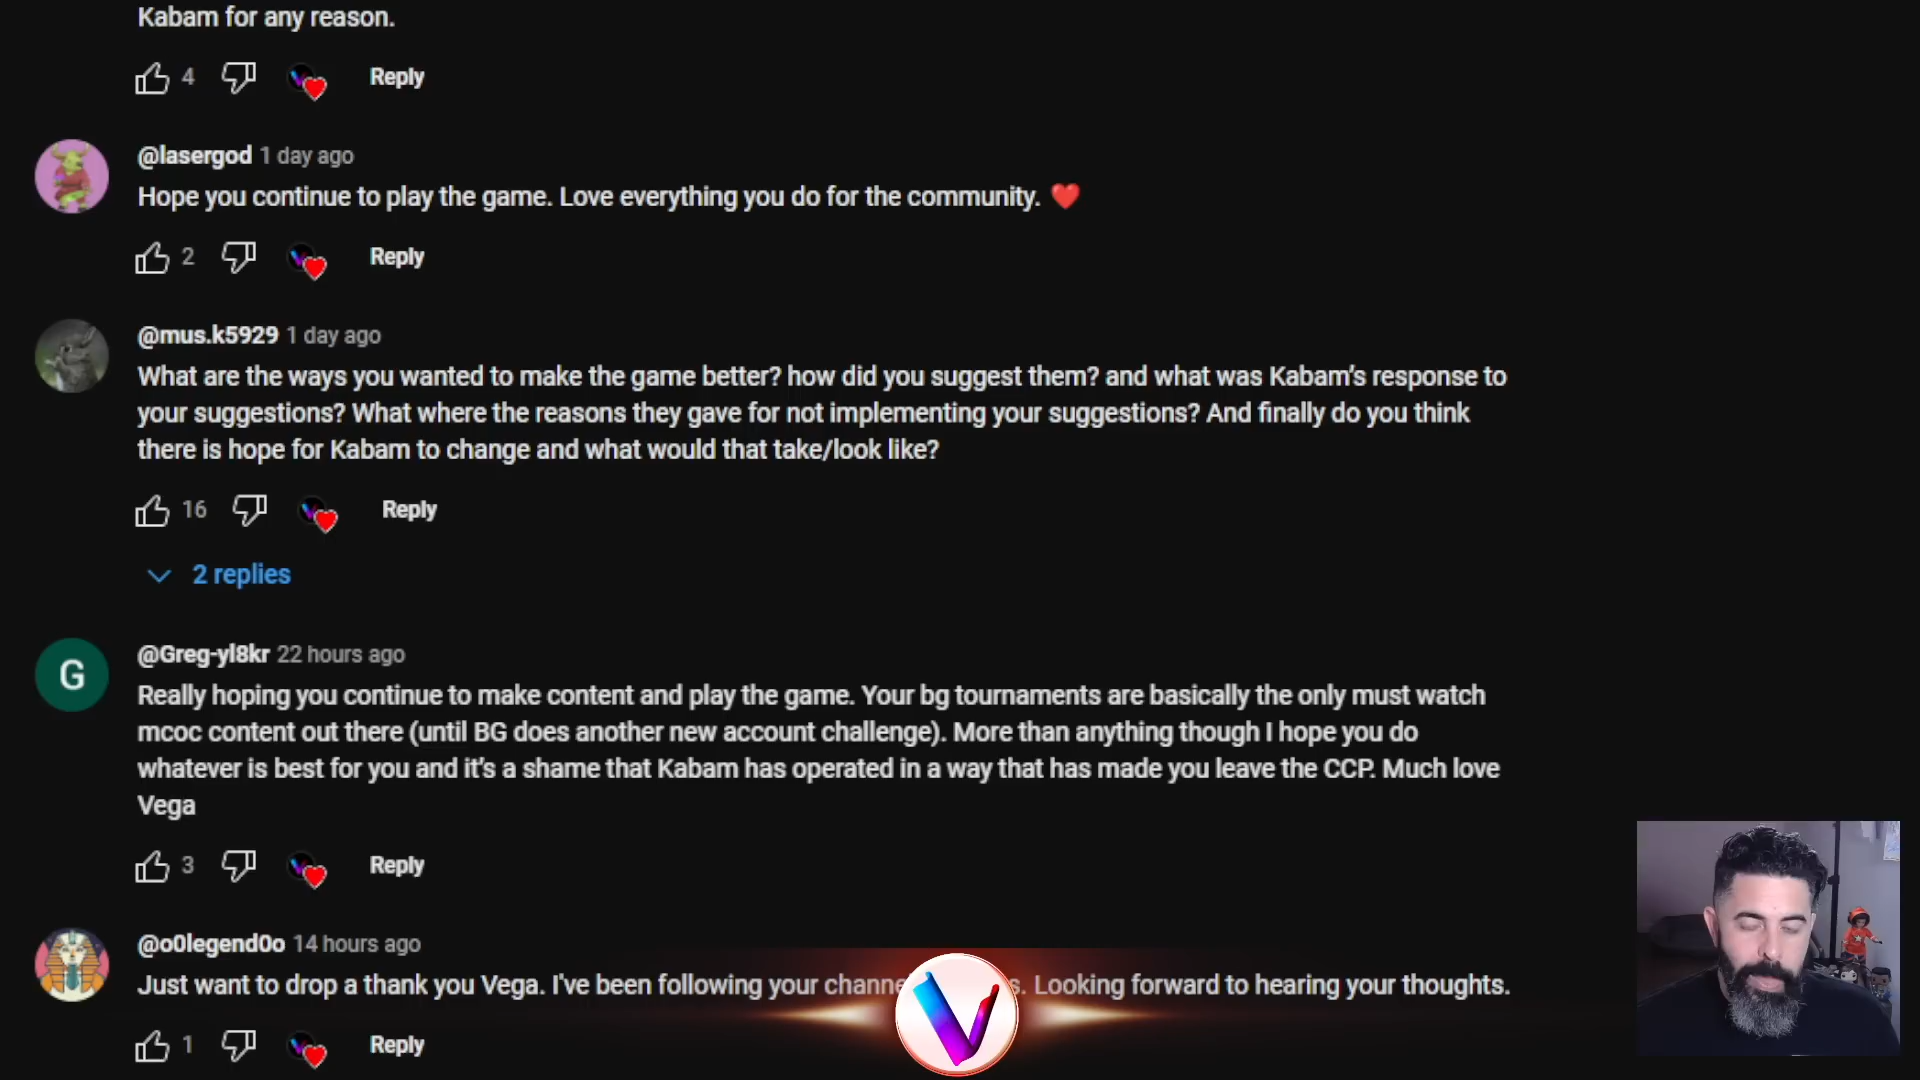 Kabam for any reason.
4 Reply
@lasergod 1 day ago
Hope you continue to play the game. Love everything you do for the community. ❤️
2 Reply
@mus.k5929 1 day ago
What are the ways you wanted to make the game better? how did you suggest them? and what was Kabam's response to
your suggestions? What where the reasons they gave for not implementing your suggestions? And finally do you think
there is hope for Kabam to change and what would that take/look like?
16 Reply
2 replies
G
@Greg-yl8kr 22 hours ago
Really hoping you continue to make content and play the game. Your bg tournaments are basically the only must watch
mcoc content out there (until BG does another new account challenge). More than anything though I hope you do
whatever is best for you and it's a shame that Kabam has operated in a way that has made you leave the CCP. Much love
Vega
3 Reply
@o0legend0o 14 hours ago
Just want to drop a thank you Vega. I've been following your Looking forward to hearing your thoughts.
V
1 Reply